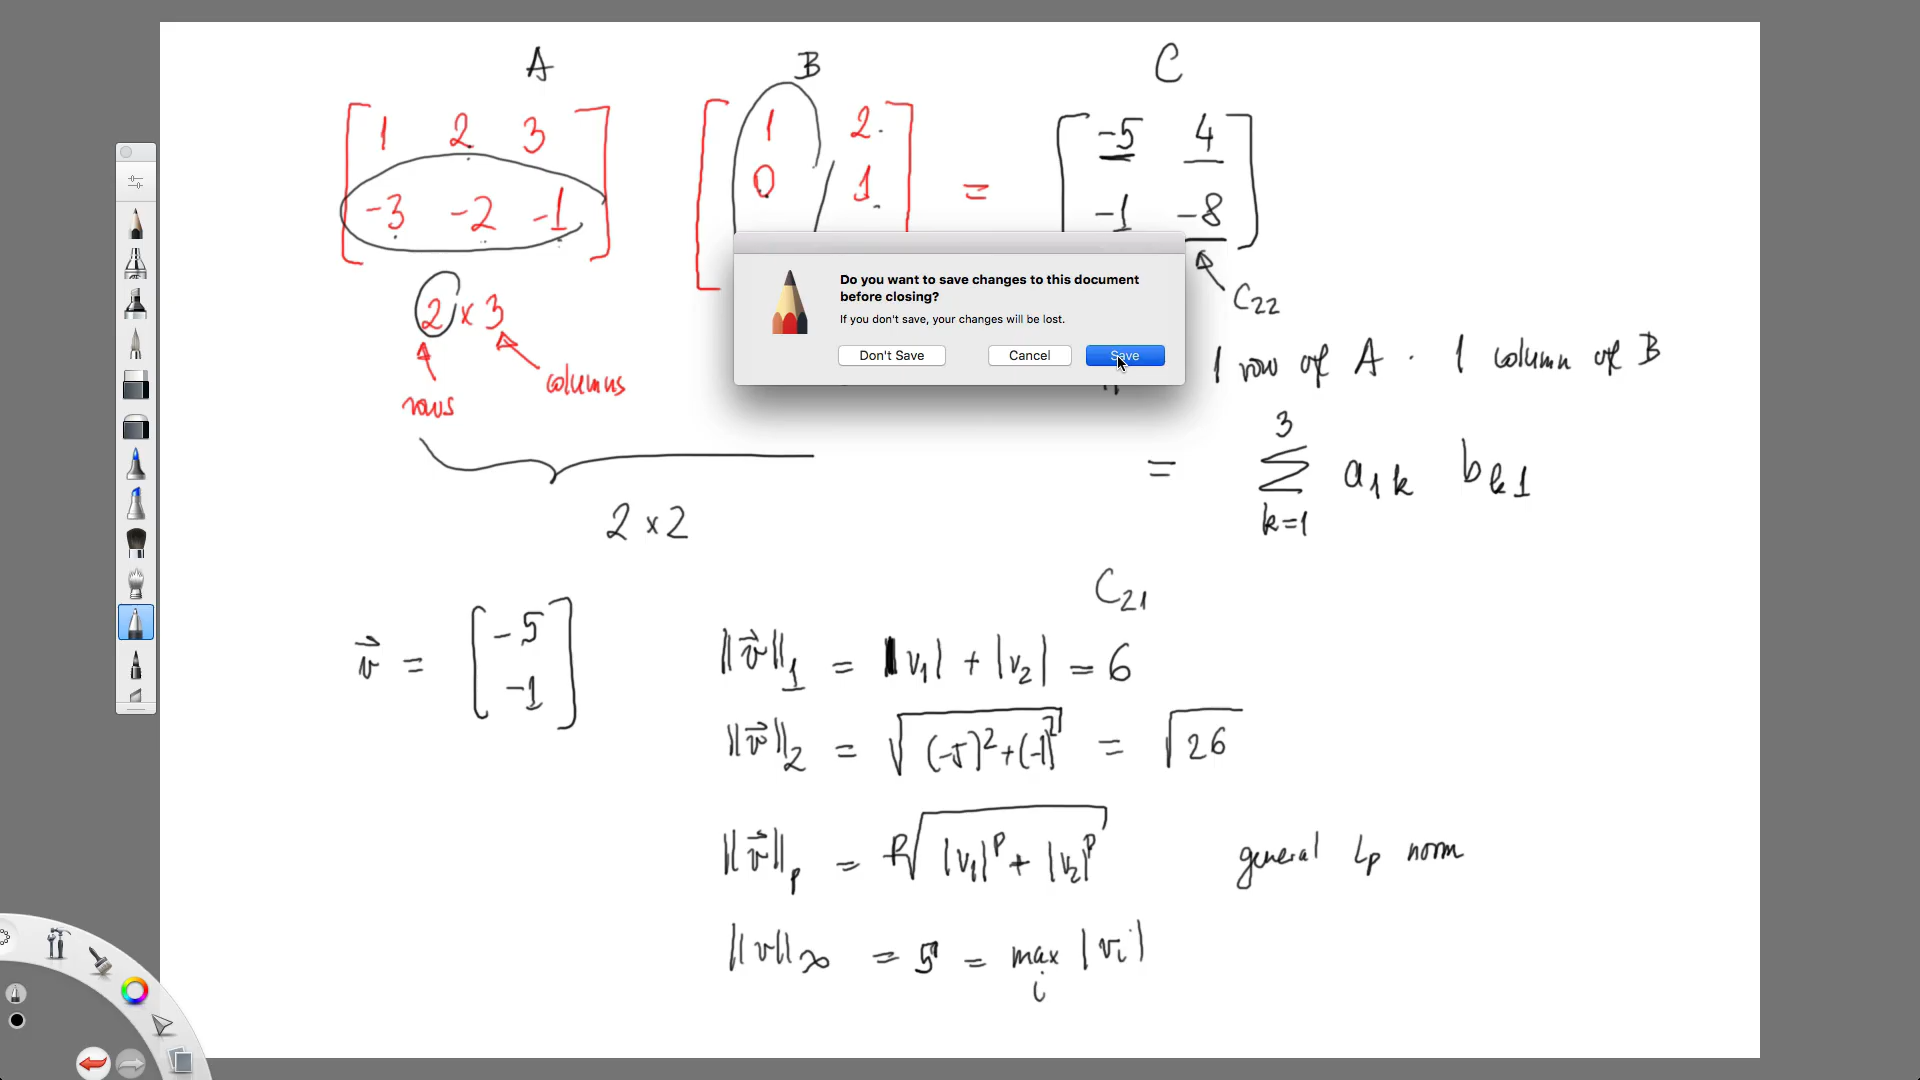 A B C
1 2 3 1 2 -5 4
-3 -2 -1 0 1 = -1 -8
Do you want to save changes to this document
before closing?
If you don't save, your changes will be lost.
Don't Save Cancel Save
C22
2 x 3
rows
columns
1 row of A · 1 column of B
= 3 ∑ k=1 a1k bk1
2 x 2
C21
v⃗ = [-5 -1]
||v⃗||1 = |v1| + |v2| = 6
||v⃗||2 = √((-5)²+(-1)²) = √26
||v⃗||p = p√(|v1|^p + |v2|^p) general Lp norm
||v||∞ = 5 = max i |vi|